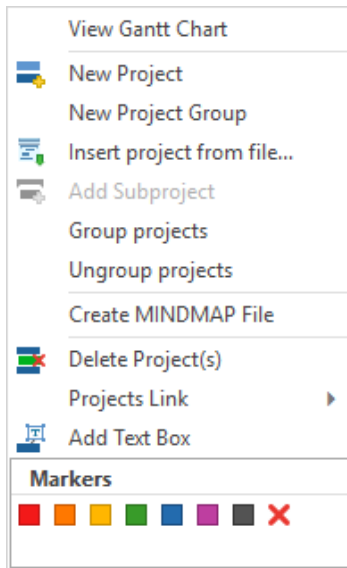 View Gantt Chart
New Project
New Project Group
Insert project from file...
Add Subproject
Group projects
Ungroup projects
Create MINDMAP File
Delete Project(s)
Projects Link
Add Text Box
Markers